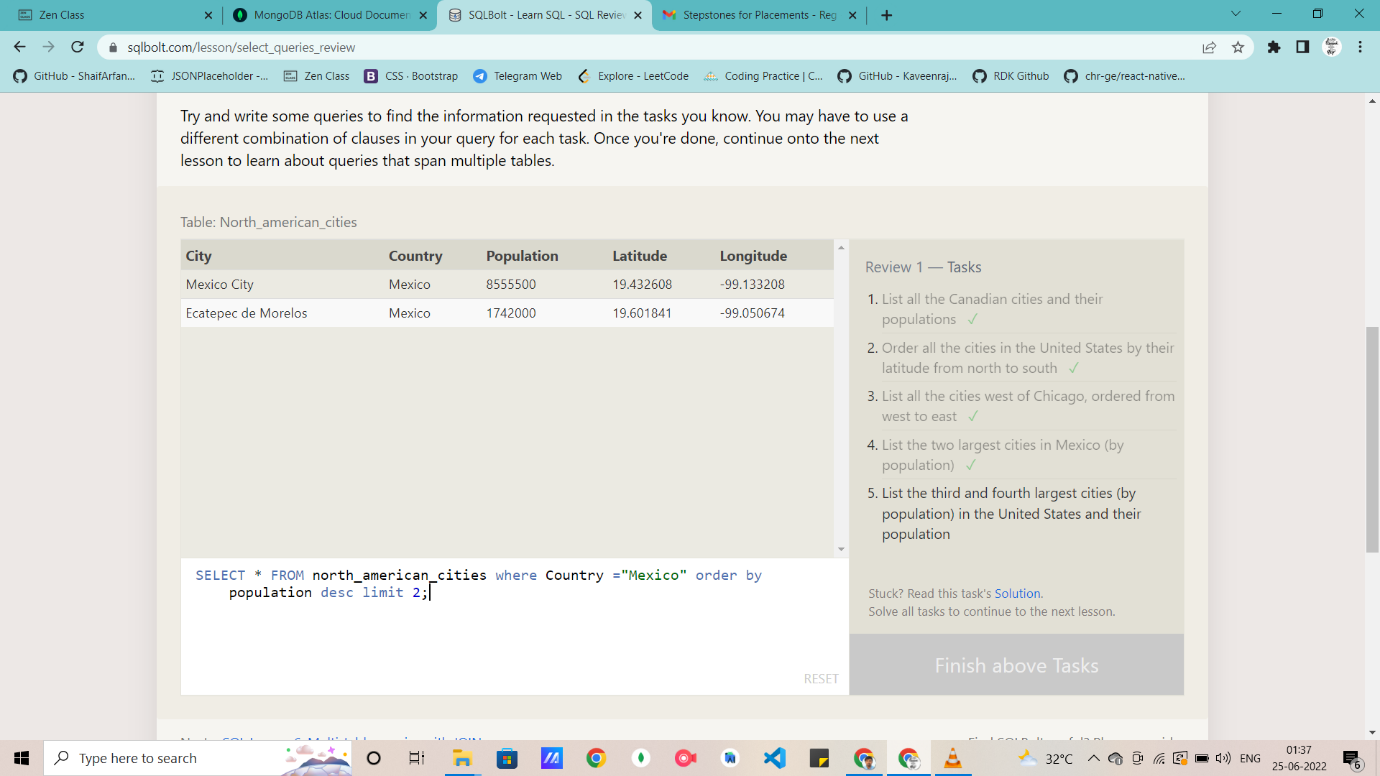 Zen Class
MongoDB Atlas: Cloud Documen
SQLBolt - Learn SQL - SQL Review
Stepstones for Placements - Reg
sqlbolt.com/lesson/select_queries_review
GitHub - ShaifArfan...
JSONPlaceholder -...
Zen Class
CSS · Bootstrap
Telegram Web
Explore - LeetCode
Coding Practice | C...
GitHub - Kaveenraj...
RDK Github
chr-ge/react-native...
Try and write some queries to find the information requested in the tasks you know. You may have to use a
different combination of clauses in your query for each task. Once you're done, continue onto the next
lesson to learn about queries that span multiple tables.
Table: North_american_cities
City Country Population Latitude Longitude
Mexico City Mexico 8555500 19.432608 -99.133208
Ecatepec de Morelos Mexico 1742000 19.601841 -99.050674
SELECT * FROM north_american_cities where Country ="Mexico" order by
population desc limit 2;
RESET
Review 1 — Tasks
1. List all the Canadian cities and their
populations ✓
2. Order all the cities in the United States by their
latitude from north to south ✓
3. List all the cities west of Chicago, ordered from
west to east ✓
4. List the two largest cities in Mexico (by
population) ✓
5. List the third and fourth largest cities (by
population) in the United States and their
population
Stuck? Read this task's Solution.
Solve all tasks to continue to the next lesson.
Finish above Tasks
Type here to search
32°C
ENG
01:37
25-06-2022
6